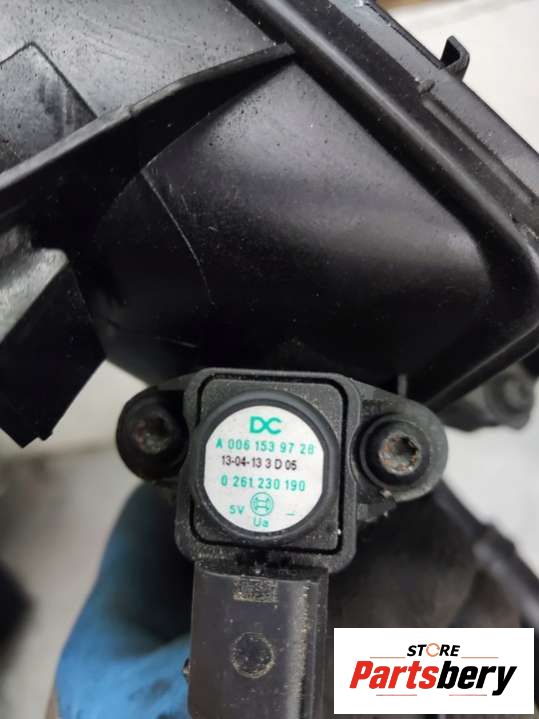 DC
A 006 153 97 28
13-04-13 3 D 05
0 261 230 190
5V
Ua
STORE
Partsbery